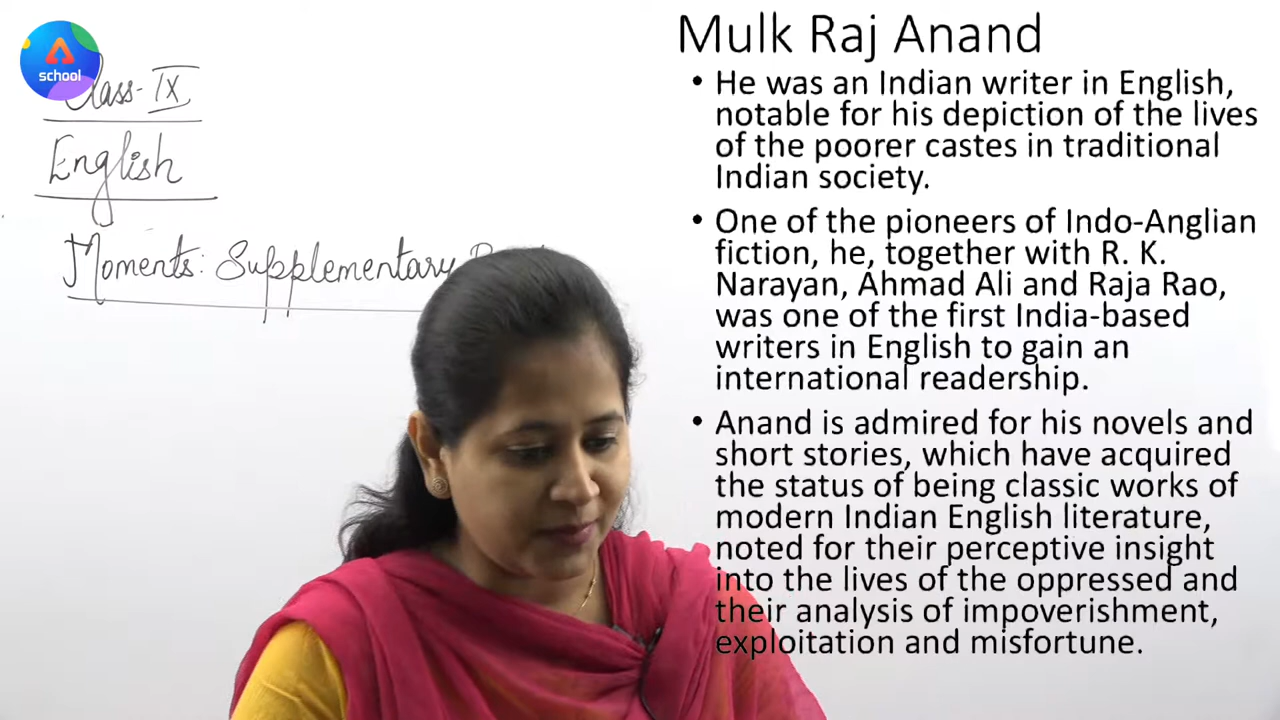 school
Class-IX
English
Moments: Supplementary
Mulk Raj Anand
• He was an Indian writer in English,
notable for his depiction of the lives
of the poorer castes in traditional
Indian society.
• One of the pioneers of Indo-Anglian
fiction, he, together with R. K.
Narayan, Ahmad Ali and Raja Rao,
was one of the first India-based
writers in English to gain an
international readership.
• Anand is admired for his novels and
short stories, which have acquired
the status of being classic works of
modern Indian English literature,
noted for their perceptive insight
into the lives of the oppressed and
their analysis of impoverishment,
exploitation and misfortune.